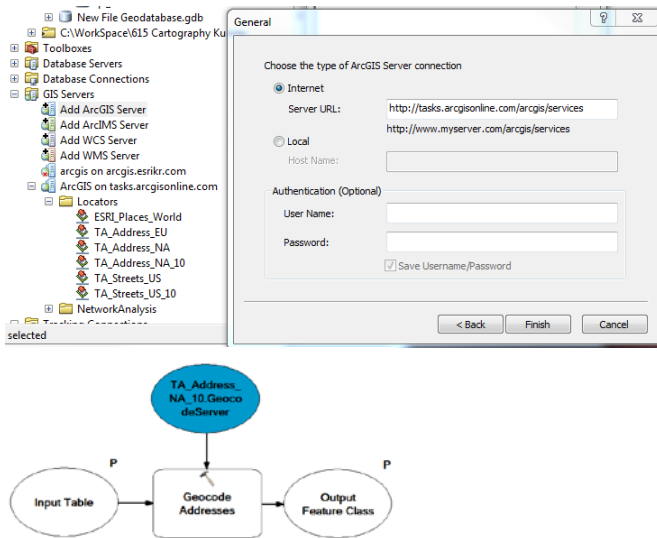 New File Geodatabase.gdb
C:\WorkSpace\615 Cartography Ku
Toolboxes
Database Servers
Database Connections
GIS Servers
Add ArcGIS Server
Add ArcIMS Server
Add WCS Server
Add WMS Server
arcgis on arcgis.esrikr.com
ArcGIS on tasks.arcgisonline.com
Locators
ESRI_Places_World
TA_Address_EU
TA_Address_NA
TA_Address_NA_10
TA_Streets_US
TA_Streets_US_10
NetworkAnalysis
Tracking Connections
selected
General
Choose the type of ArcGIS Server connection
Internet
Server URL:
http://tasks.arcgisonline.com/arcgis/services
http://www.myserver.com/arcgis/services
Local
Host Name:
Authentication (Optional)
User Name:
Password:
Save Username/Password
< Back
Finish
Cancel
TA_Address_
NA_10.Geoco
deServer
P
P
Input Table
Geocode
Addresses
Output
Feature Class